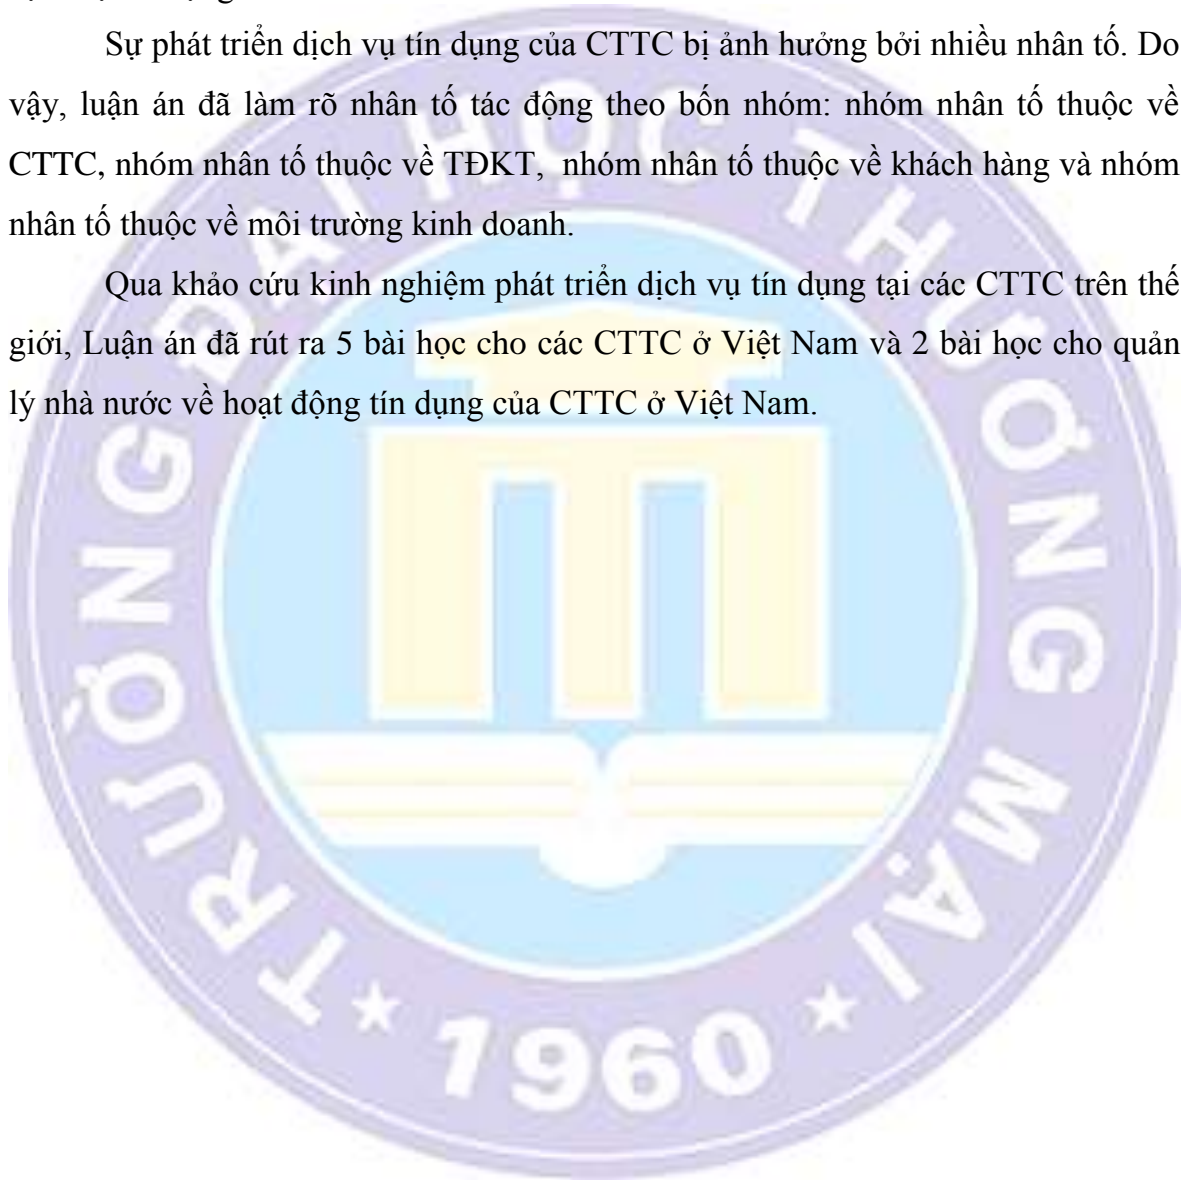 Sự phát triển dịch vụ tín dụng của CTTC bị ảnh hưởng bởi nhiều nhân tố. Do
vậy, luận án đã làm rõ nhân tố tác động theo bốn nhóm: nhóm nhân tố thuộc về
CTTC, nhóm nhân tố thuộc về TĐKT, nhóm nhân tố thuộc về khách hàng và nhóm
nhân tố thuộc về môi trường kinh doanh.
Qua khảo cứu kinh nghiệm phát triển dịch vụ tín dụng tại các CTTC trên thế
giới, Luận án đã rút ra 5 bài học cho các CTTC ở Việt Nam và 2 bài học cho quản
lý nhà nước về hoạt động tín dụng của CTTC ở Việt Nam.
TRƯỜNG ĐẠI HỌC THƯƠNG MẠI
1960